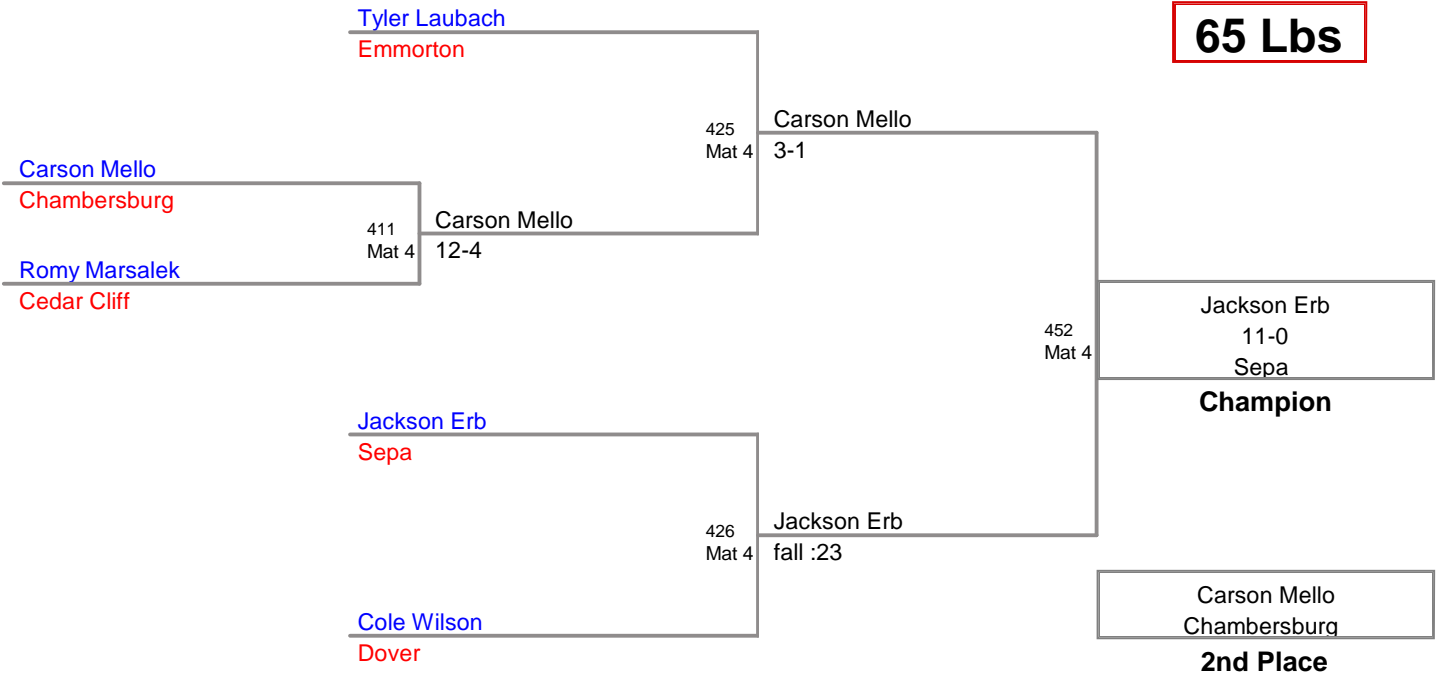 Tyler Laubach
Emmorton
65 Lbs
425
Mat 4
Carson Mello
3-1
Carson Mello
Chambersburg
411
Mat 4
Carson Mello
12-4
Romy Marsalek
Cedar Cliff
452
Mat 4
Jackson Erb
11-0
Sepa
Champion
Jackson Erb
Sepa
426
Mat 4
Jackson Erb
fall :23
Cole Wilson
Dover
Carson Mello
Chambersburg
2nd Place